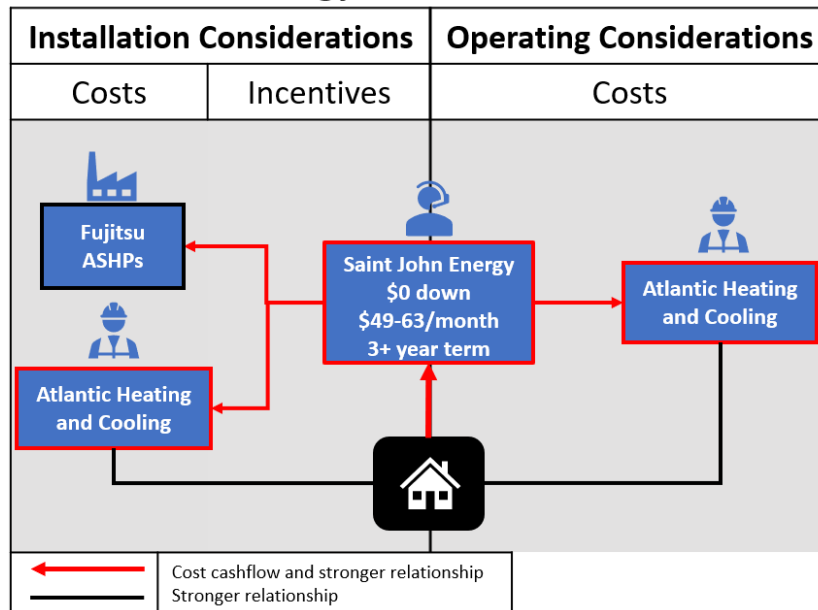 Installation Considerations
Operating Considerations
Costs
Incentives
Costs
Fujitsu
ASHPs
Saint John Energy
$0 down
$49-63/month
3+ year term
Atlantic Heating
and Cooling
Atlantic Heating
and Cooling
Cost cashflow and stronger relationship
Stronger relationship